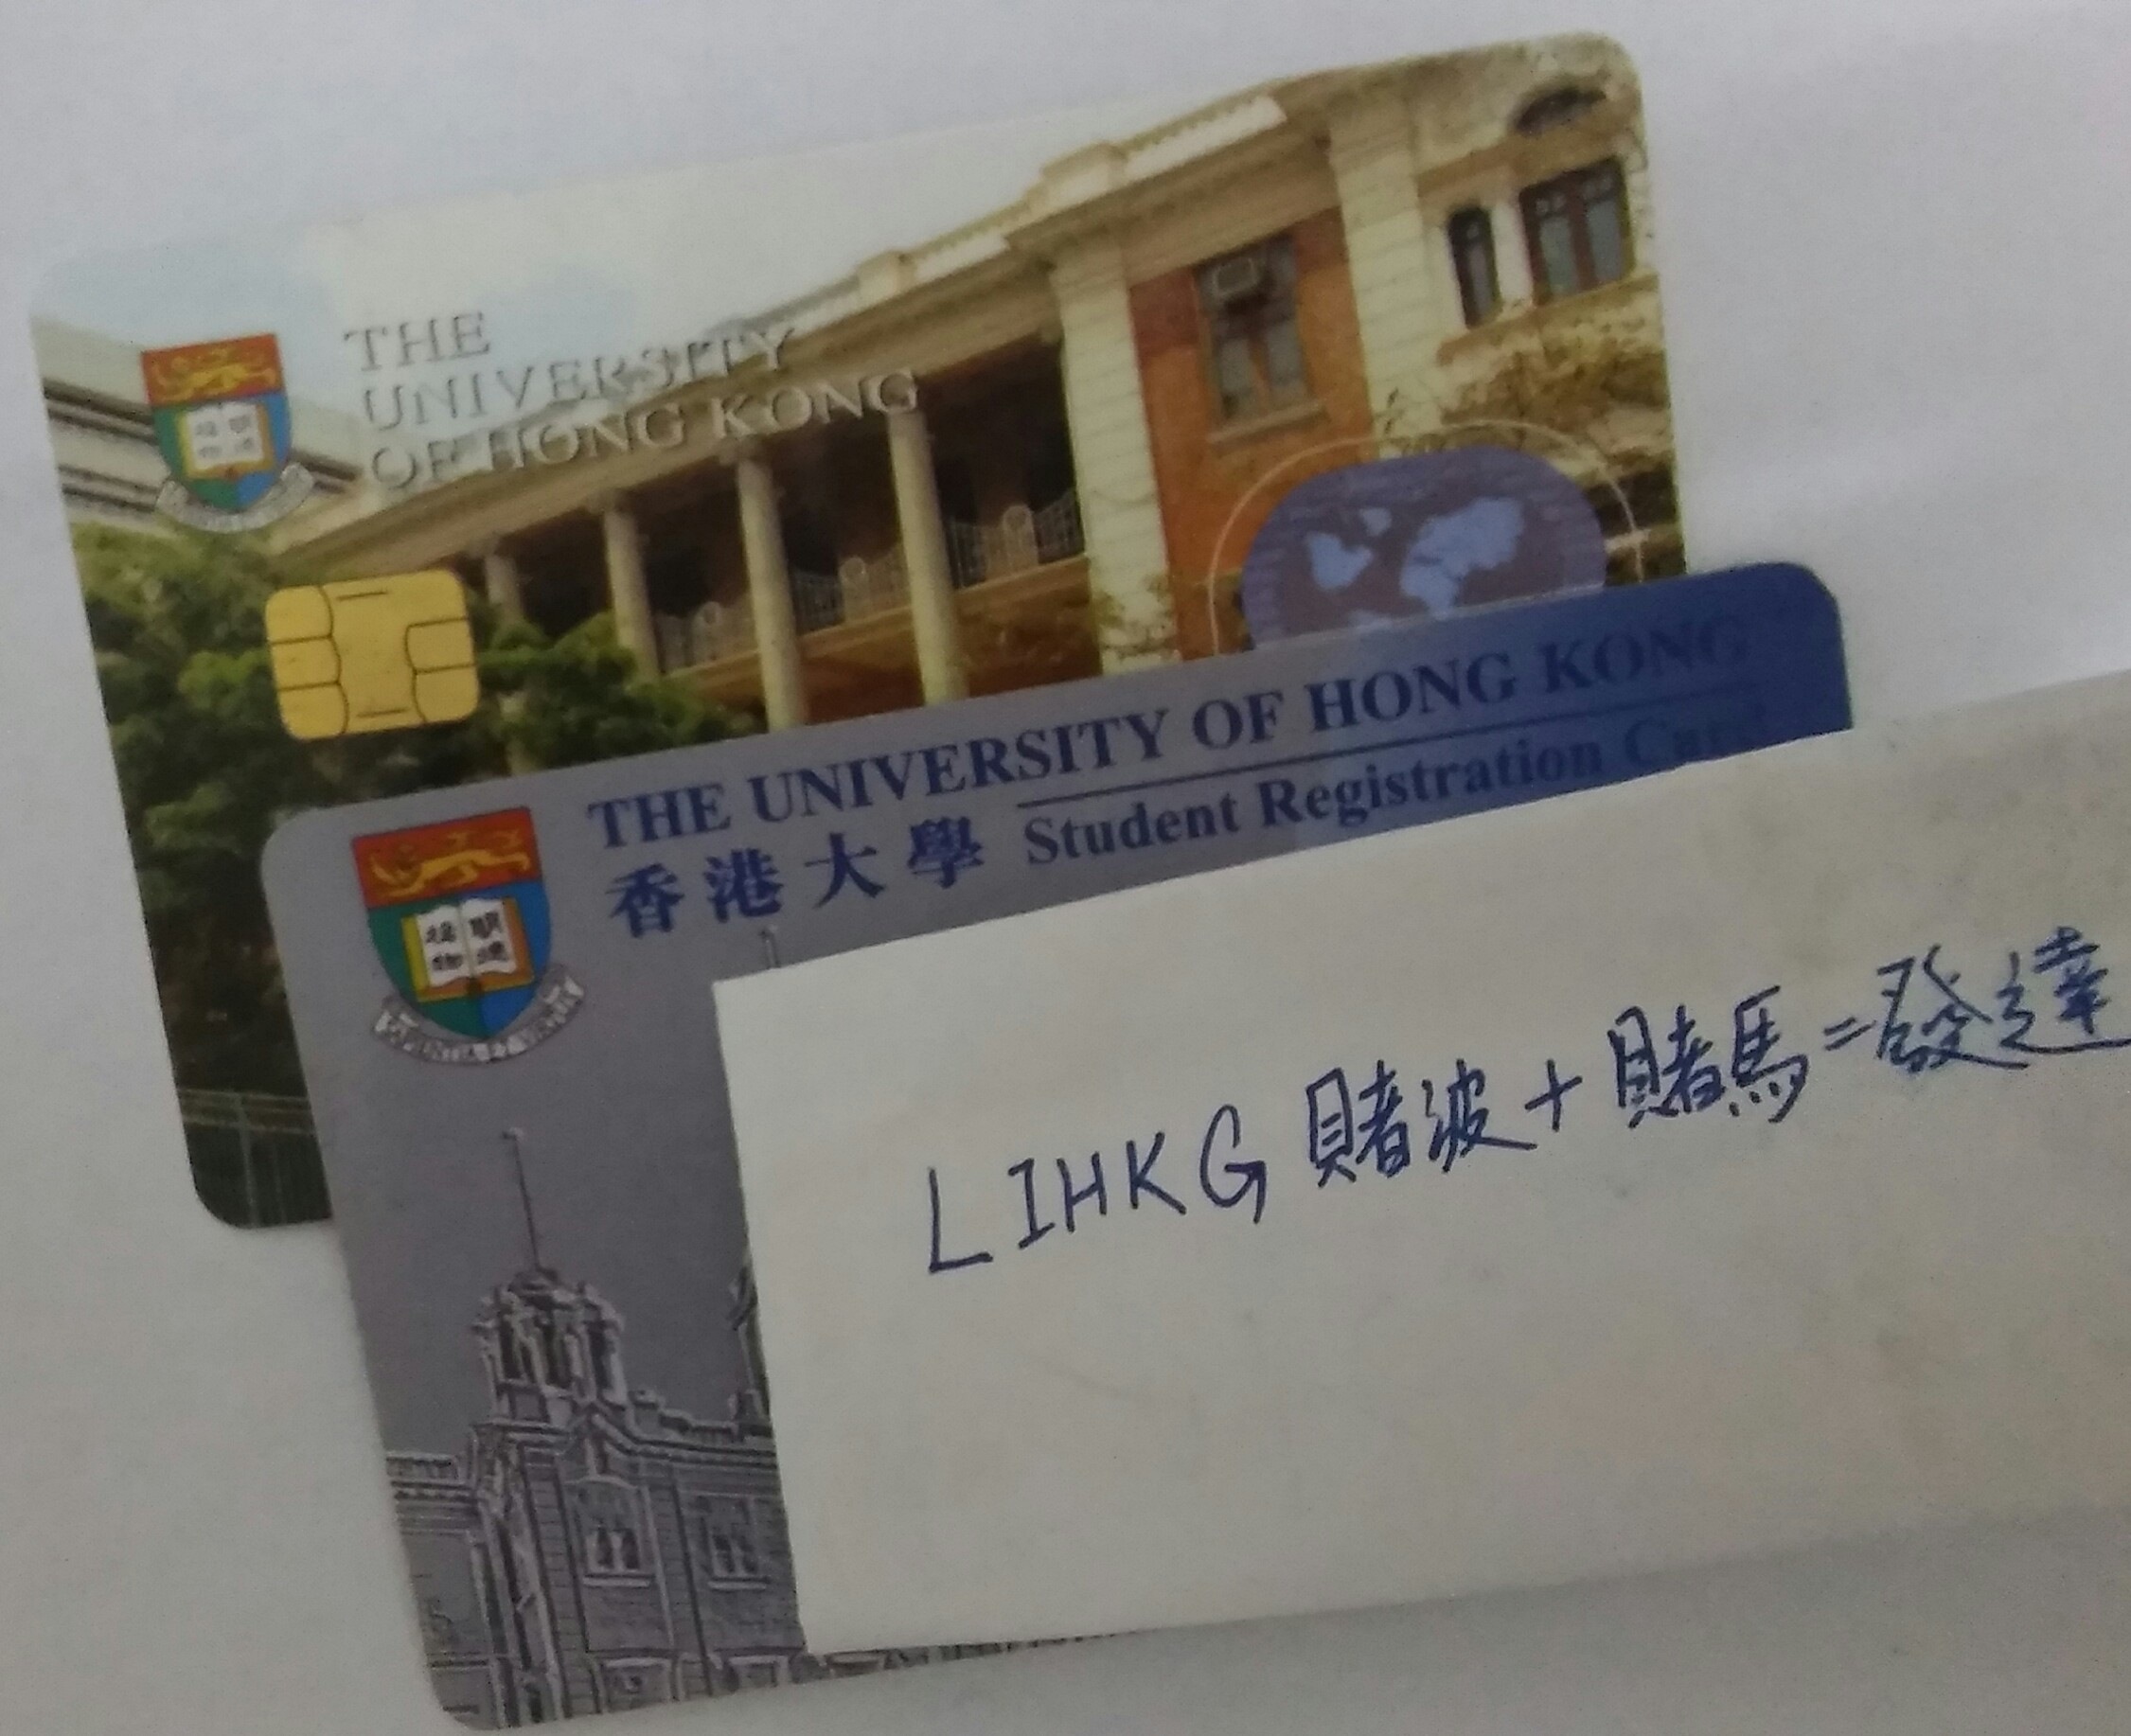 THE
UNIVERSITY
OF HONG KONG
THE UNIVERSITY OF HONG KONG
香港大學 Student Registration Card
LIHKG 賭波+賭馬=發達